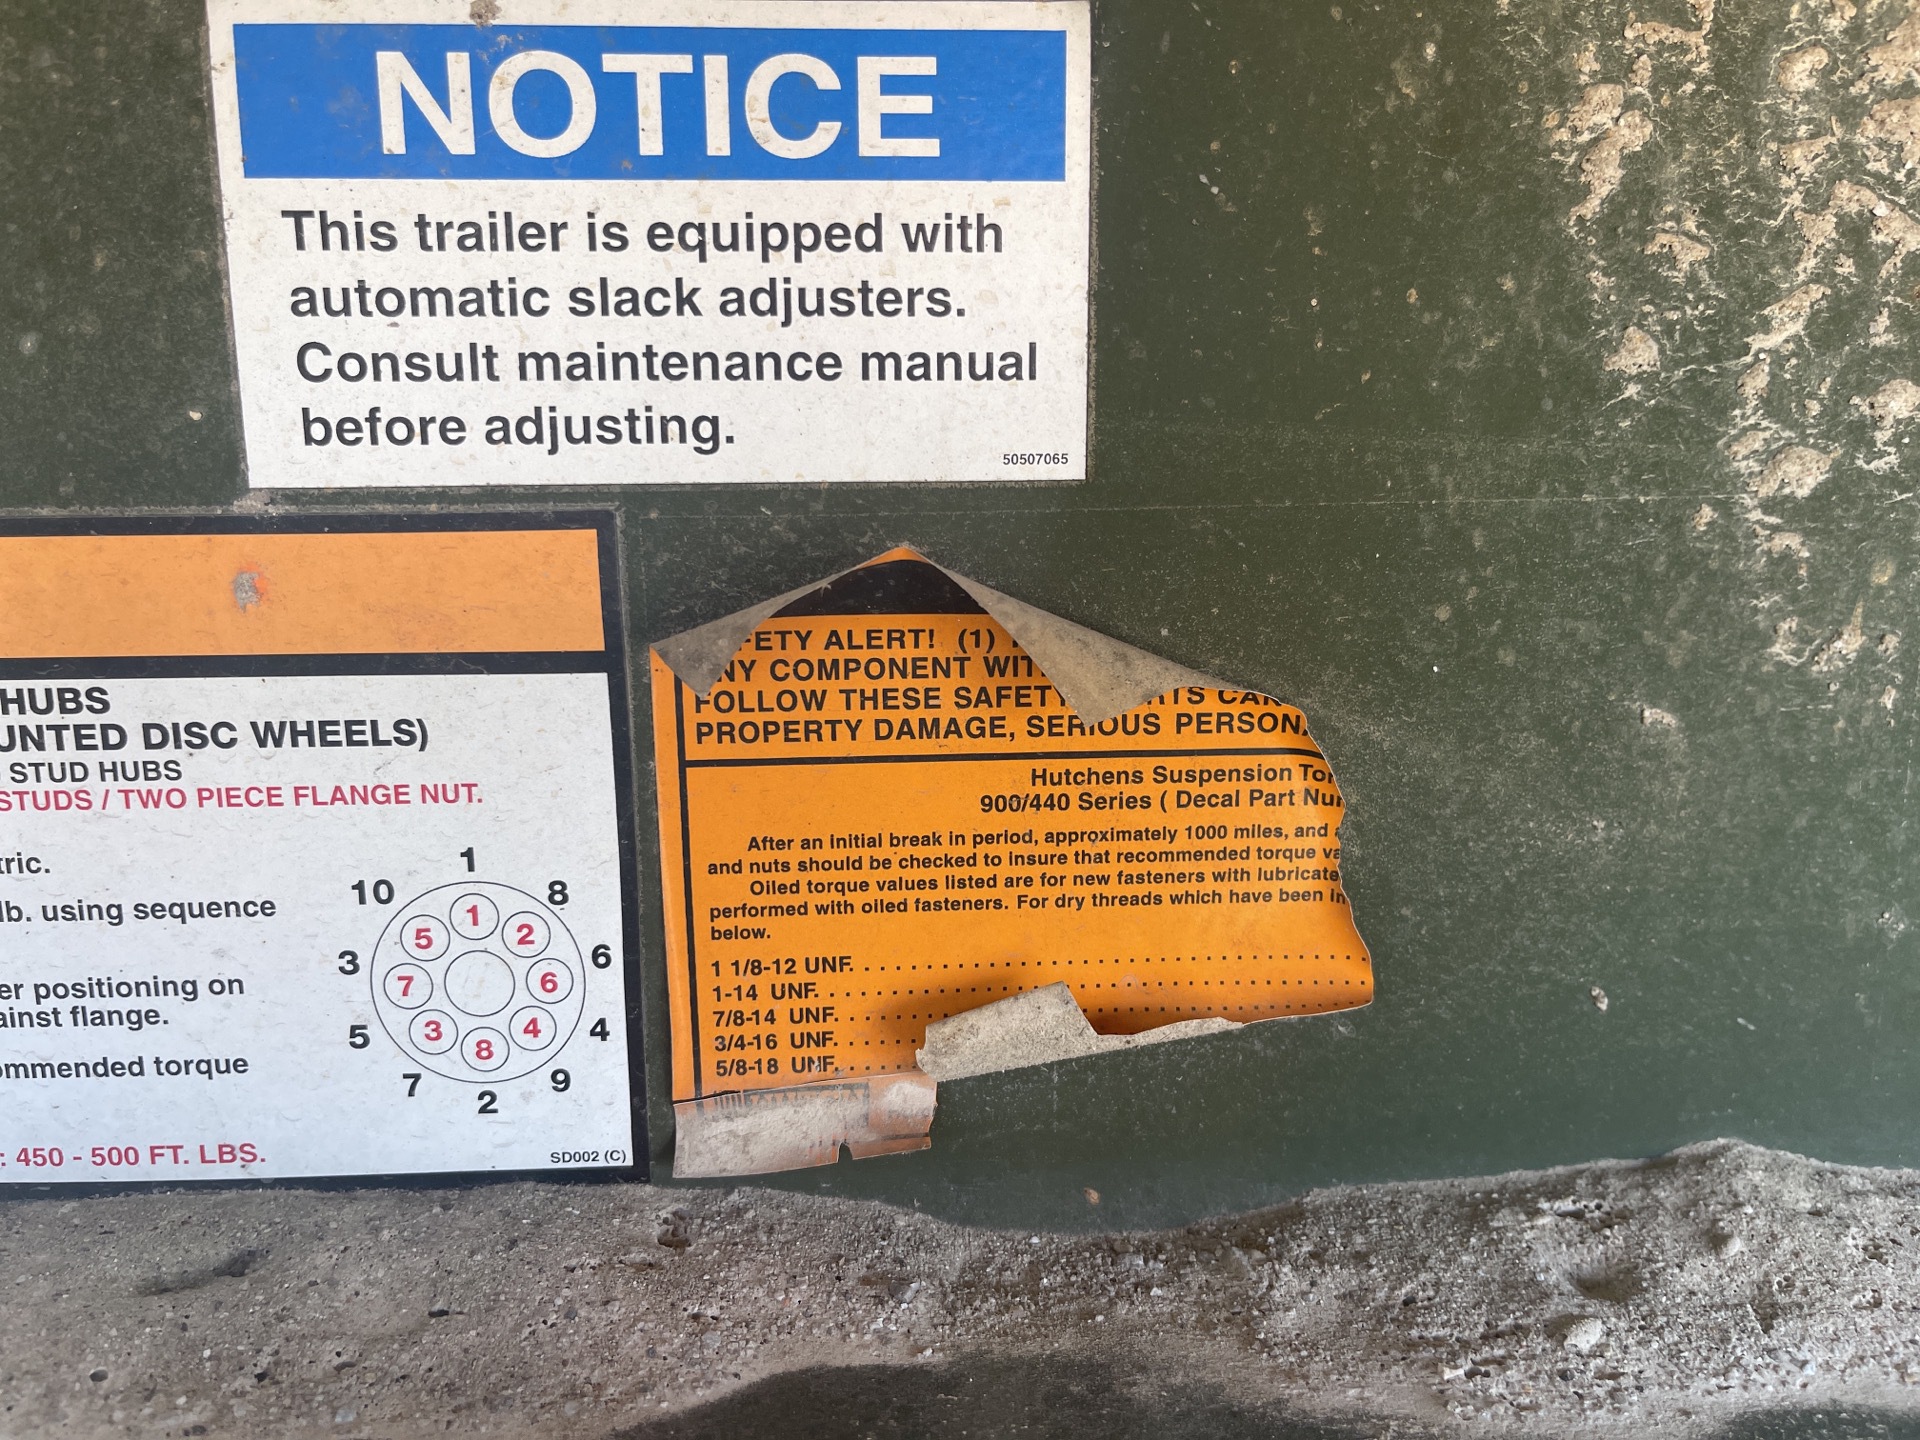 NOTICE
This trailer is equipped with
automatic slack adjusters.
Consult maintenance manual
before adjusting.
50507065
HUBS
UNTED DISC WHEELS)
STUD HUBS
STUDS / TWO PIECE FLANGE NUT.
tric.
lb. using sequence
er positioning on
ainst flange.
ommended torque
: 450 - 500 FT. LBS.
1
10 8
3 6
5 4
7 9
2
1
5 2
7 6
3 4
8
SD002 (C)
FETY ALERT! (1)
NY COMPONENT WIT
FOLLOW THESE SAFETY RTS CAN
PROPERTY DAMAGE, SERIOUS PERSONA
Hutchens Suspension Tor
900/440 Series ( Decal Part Num
After an initial break in period, approximately 1000 miles, and
and nuts should be checked to insure that recommended torque va
Oiled torque values listed are for new fasteners with lubricate
performed with oiled fasteners. For dry threads which have been in
below.
1 1/8-12 UNF.
1-14 UNF.
7/8-14 UNF.
3/4-16 UNF.
5/8-18 UNF.